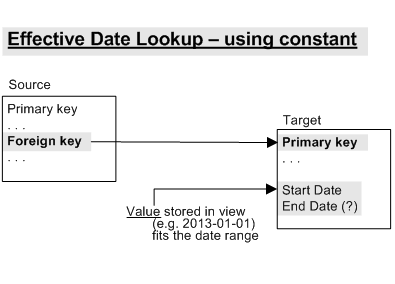 Effective Date Lookup – using constant
Source
Primary key
. . .
Foreign key
. . .
Target
Primary key
. . .
Start Date
End Date (?)
Value stored in view
(e.g. 2013-01-01)
fits the date range